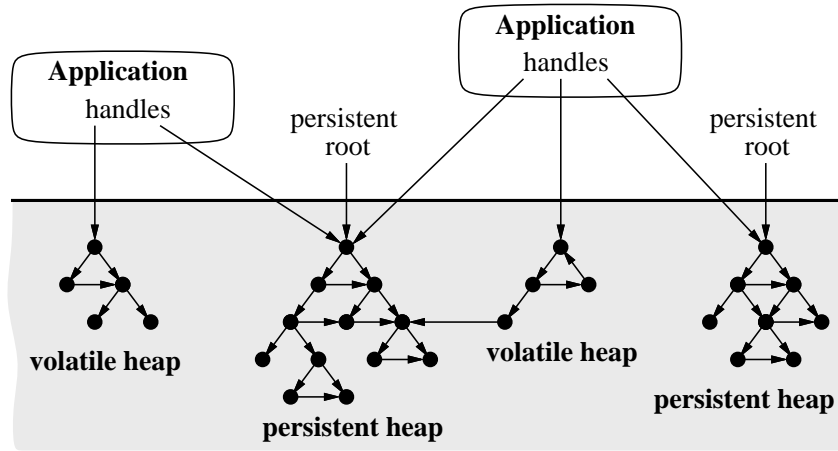 Application
handles
Application
handles
persistent
root
persistent
root
volatile heap
persistent heap
volatile heap
persistent heap